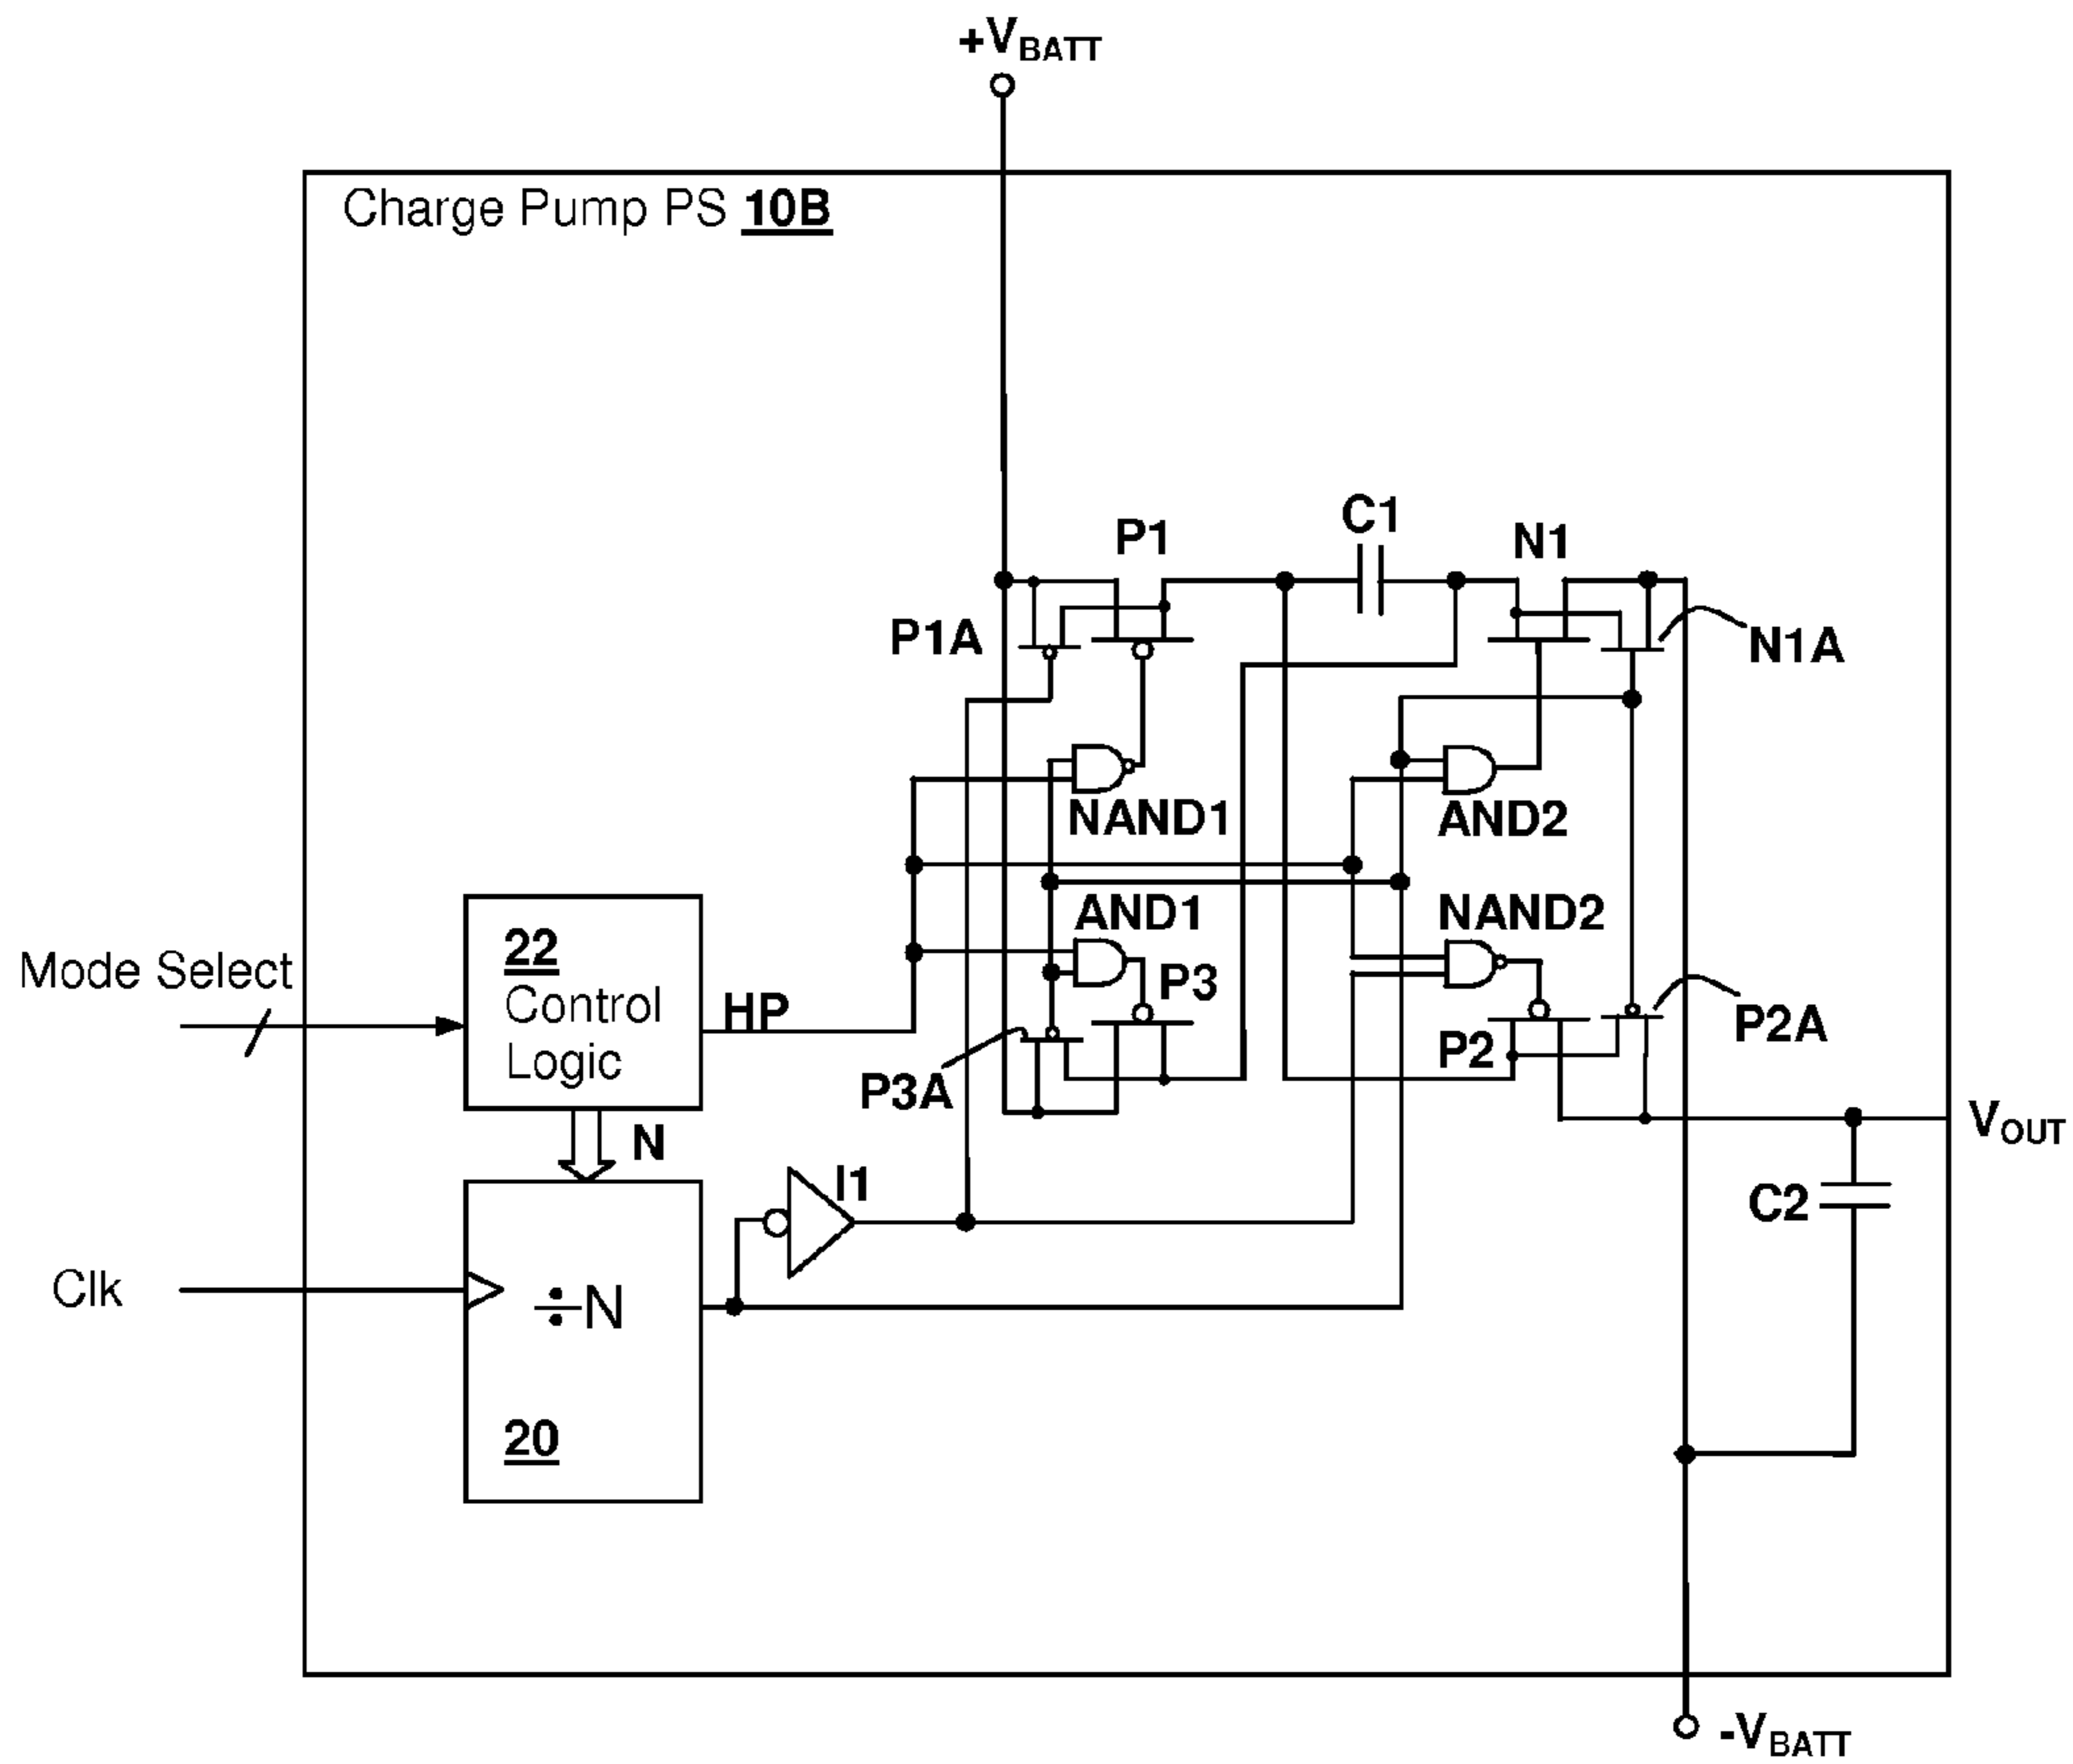 +VBATT
Charge Pump PS 10B
C1
P1
N1
P1A
N1A
NAND1
AND2
AND1
NAND2
22
Control
Logic
Mode Select
HP
P3
P2
P2A
P3A
VOUT
N
I1
C2
Clk
÷N
20
-VBATT